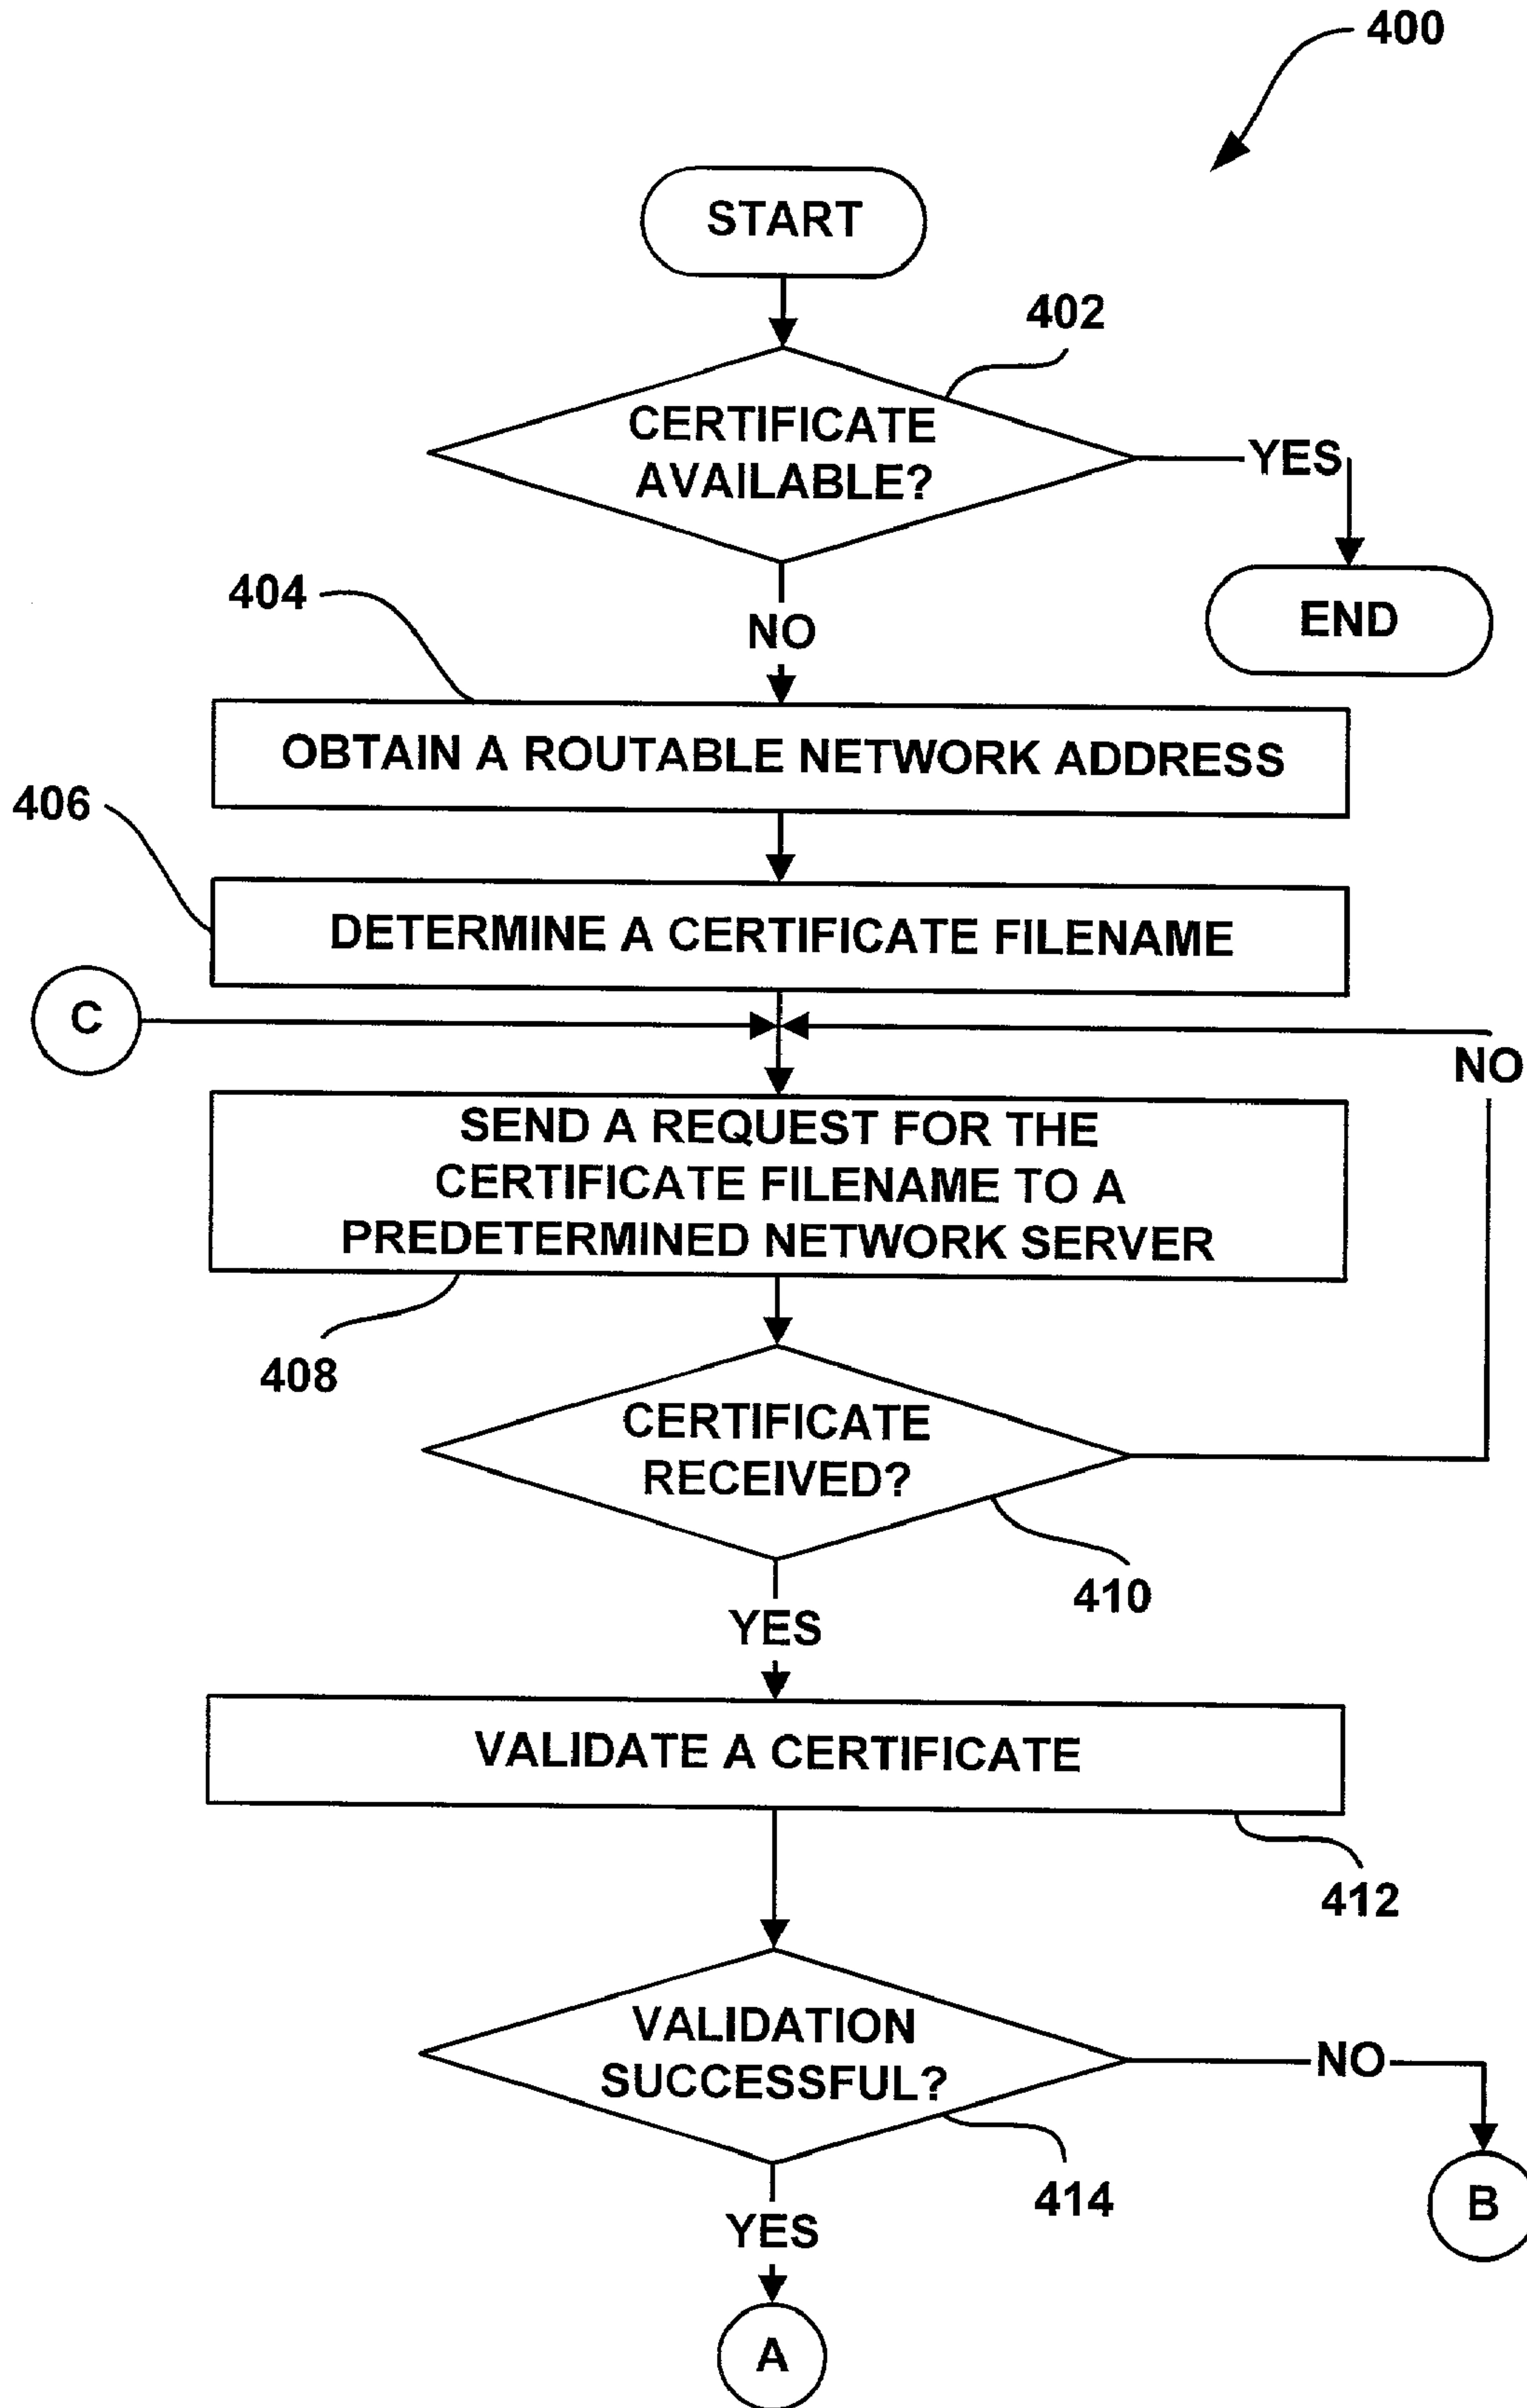 400
START
402
CERTIFICATE
AVAILABLE?
YES
END
404
NO
OBTAIN A ROUTABLE NETWORK ADDRESS
406
DETERMINE A CERTIFICATE FILENAME
C
NO
SEND A REQUEST FOR THE
CERTIFICATE FILENAME TO A
PREDETERMINED NETWORK SERVER
408
CERTIFICATE
RECEIVED?
410
YES
VALIDATE A CERTIFICATE
412
VALIDATION
SUCCESSFUL?
NO
414
B
YES
A